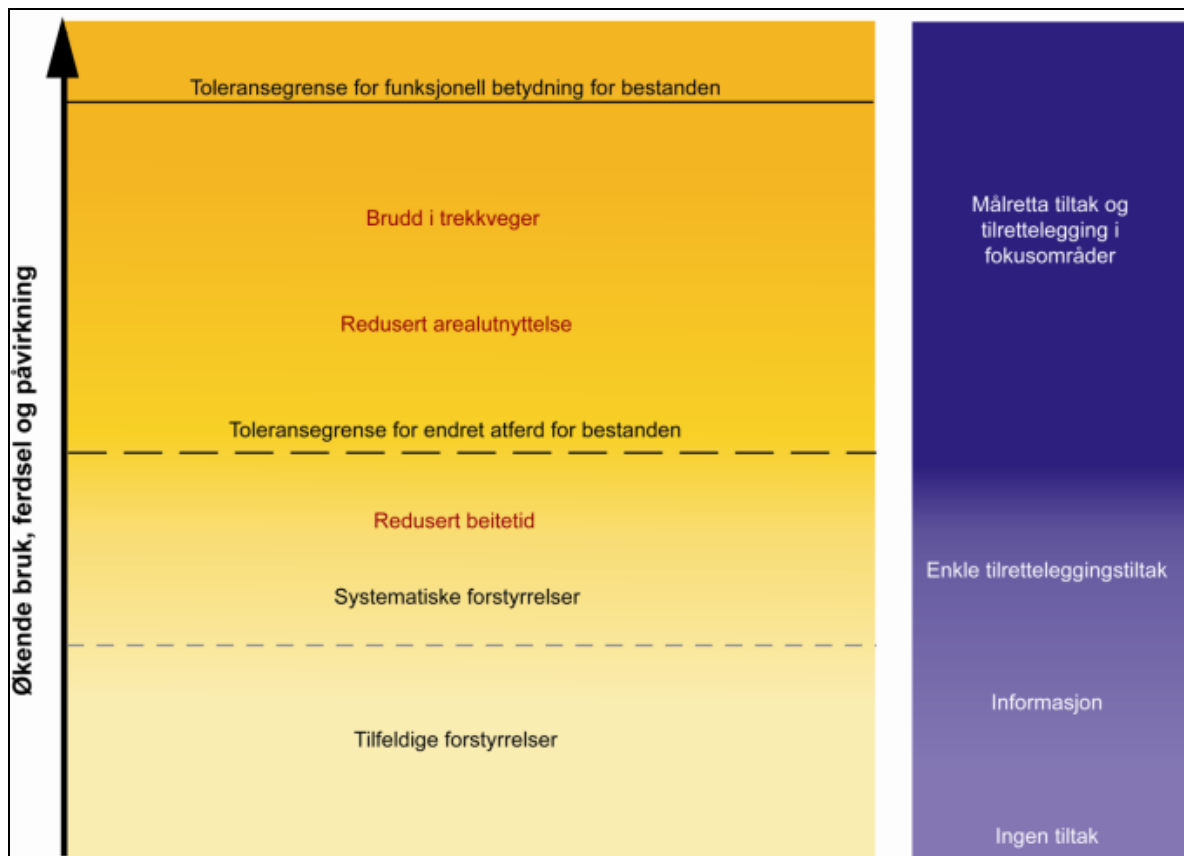 Økende bruk, ferdsel og påvirkning
Toleransegrense for funksjonell betydning for bestanden
Brudd i trekkveger
Redusert arealutnyttelse
Toleransegrense for endret atferd for bestanden
Redusert beitetid
Systematiske forstyrrelser
Tilfeldige forstyrrelser
Målretta tiltak og
tilrettelegging i
fokusområder
Enkle tilretteleggingstiltak
Informasjon
Ingen tiltak